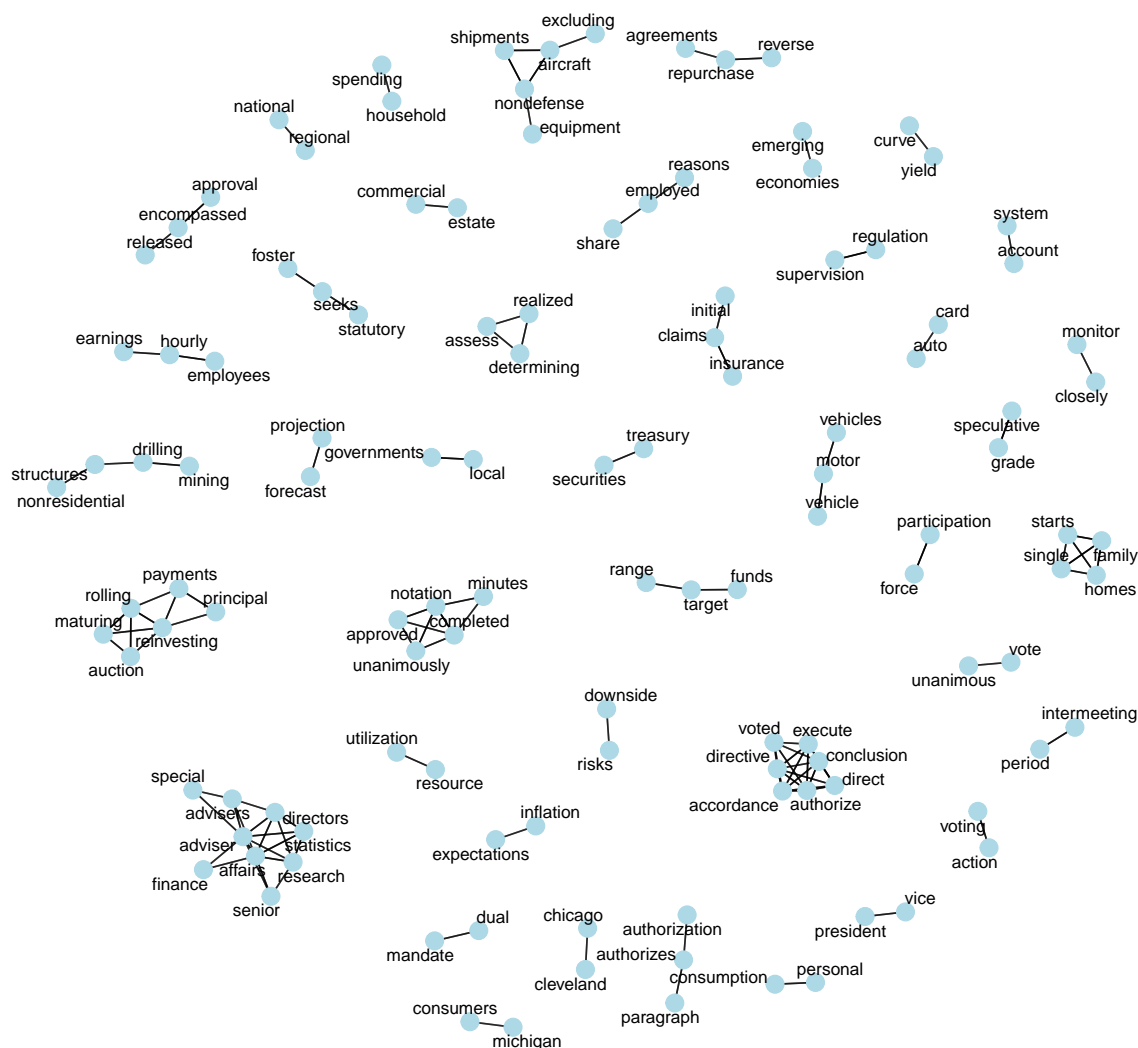 excluding
shipments
agreements
reverse
aircraft
repurchase
spending
household
nondefense
equipment
national
regional
emerging
economies
curve
yield
reasons
employed
share
commercial
estate
approval
encompassed
released
system
account
regulation
supervision
foster
seeks
statutory
realized
assess
determining
initial
claims
insurance
card
auto
monitor
closely
earnings
hourly
employees
projection
forecast
governments
local
treasury
securities
vehicles
motor
vehicle
speculative
grade
drilling
structures
mining
nonresidential
participation
force
starts
single
family
homes
payments
rolling
principal
maturing
reinvesting
auction
notation
minutes
approved
completed
unanimously
range
target
funds
vote
unanimous
downside
risks
voted
execute
directive
conclusion
direct
accordance
authorize
intermeeting
period
utilization
resource
special
advisers
directors
adviser
statistics
affairs
research
finance
senior
inflation
expectations
voting
action
dual
mandate
chicago
cleveland
authorization
authorizes
paragraph
consumption
personal
vice
president
consumers
michigan